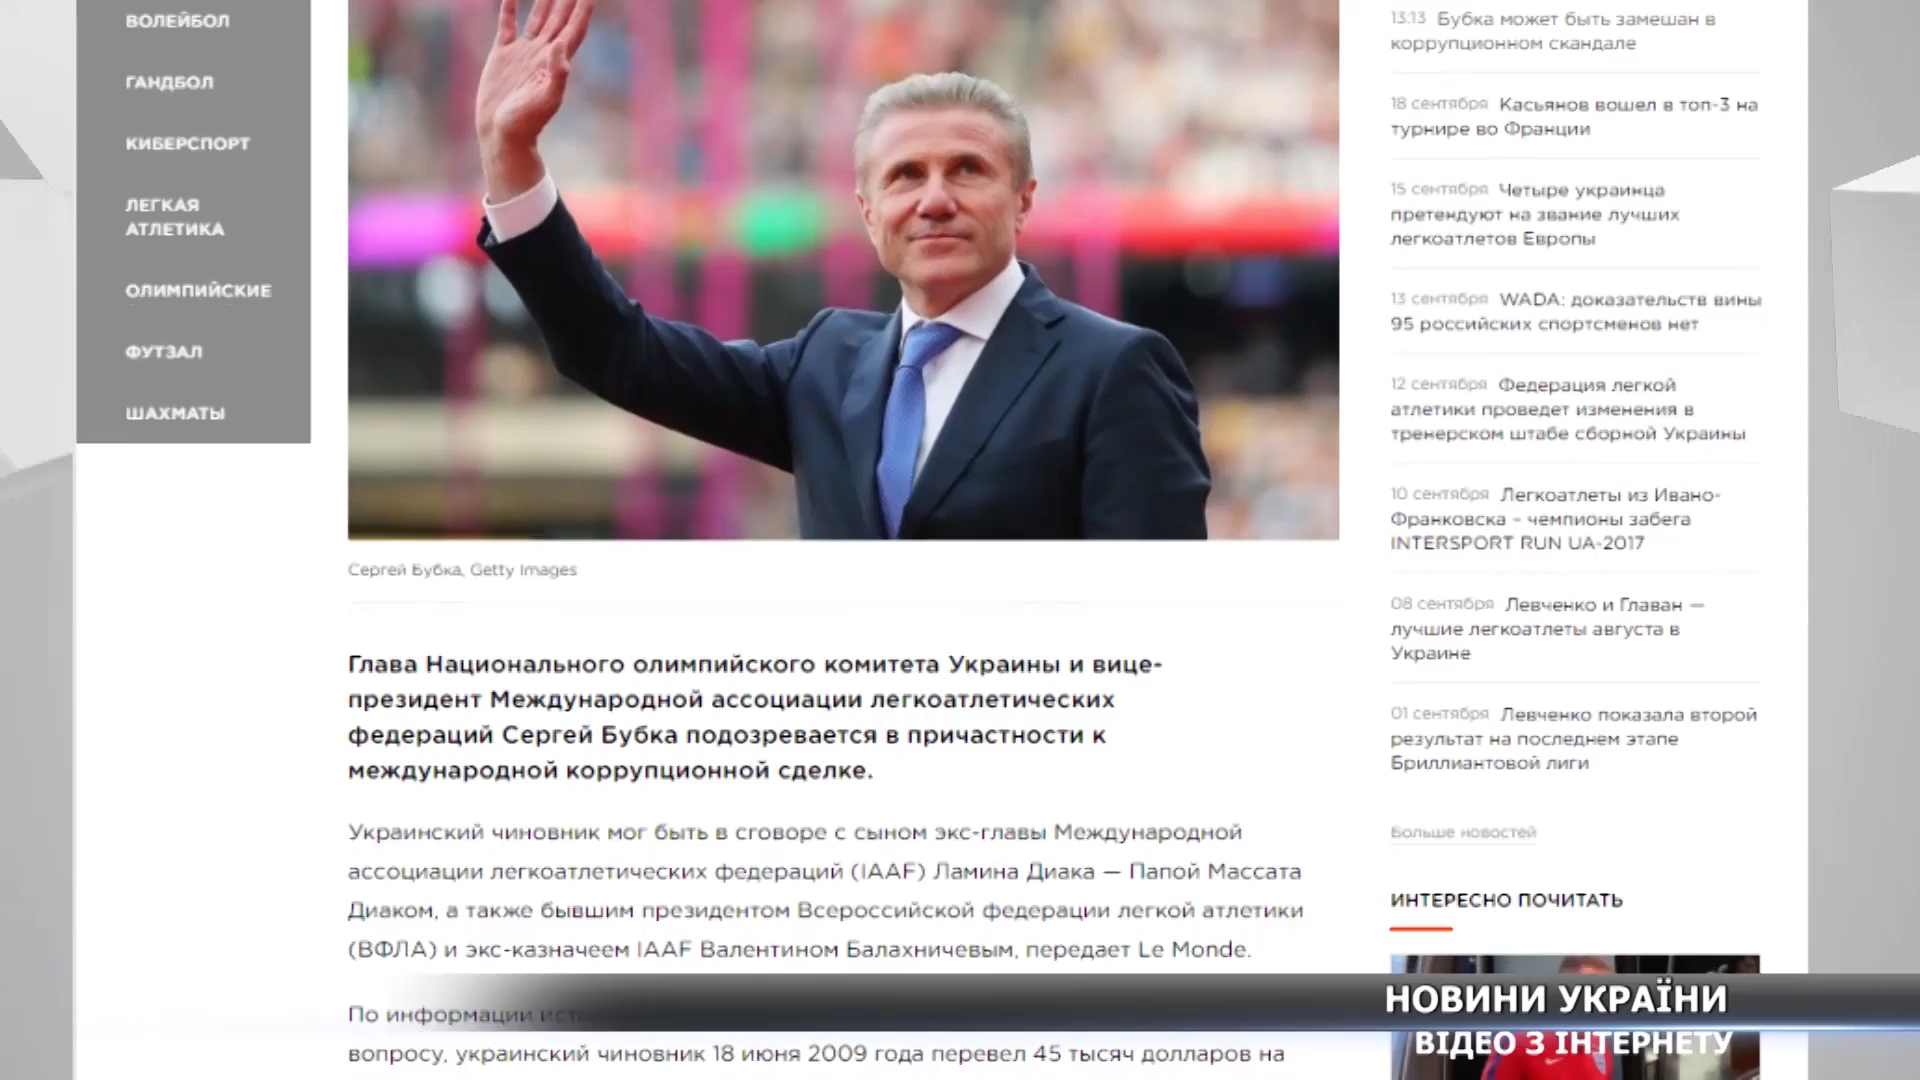 ВОЛЕЙБОЛ
ГАНДБОЛ
КИБЕРСПОРТ
ЛЕГКАЯ
АТЛЕТИКА
ОЛИМПИЙСКИЕ
ФУТЗАЛ
ШАХМАТЫ
Сергей Бубка, Getty Images
Глава Национального олимпийского комитета Украины и вице-
президент Международной ассоциации легкоатлетических
федераций Сергей Бубка подозревается в причастности к
международной коррупционной сделке.
Украинский чиновник мог быть в сговоре с сыном экс-главы Международной
ассоциации легкоатлетических федераций (IAAF) Ламина Диака — Папой Массата
Диаком, а также бывшим президентом Всероссийской федерации легкой атлетики
(ВФЛА) и экс-казначеем IAAF Валентином Балахничевым, передает Le Monde.
По информации
вопросу, украинский чиновник 18 июня 2009 года перевел 45 тысяч долларов на
13:13 Бубка может быть замешан в
коррупционном скандале
18 сентября Касьянов вошел в топ-3 на
турнире во Франции
15 сентября Четыре украинца
претендуют на звание лучших
легкоатлетов Европы
13 сентября WADA: доказательств вины
95 российских спортсменов нет
12 сентября Федерация легкой
атлетики проведет изменения в
тренерском штабе сборной Украины
10 сентября Легкоатлеты из Ивано-
Франковска – чемпионы забега
INTERSPORT RUN UA-2017
08 сентября Левченко и Главан —
лучшие легкоатлеты августа в
Украине
01 сентября Левченко показала второй
результат на последнем этапе
Бриллиантовой лиги
Больше новостей
ИНТЕРЕСНО ПОЧИТАТЬ
НОВИНИ УКРАЇНИ
ВІДЕО З ІНТЕРНЕТУ